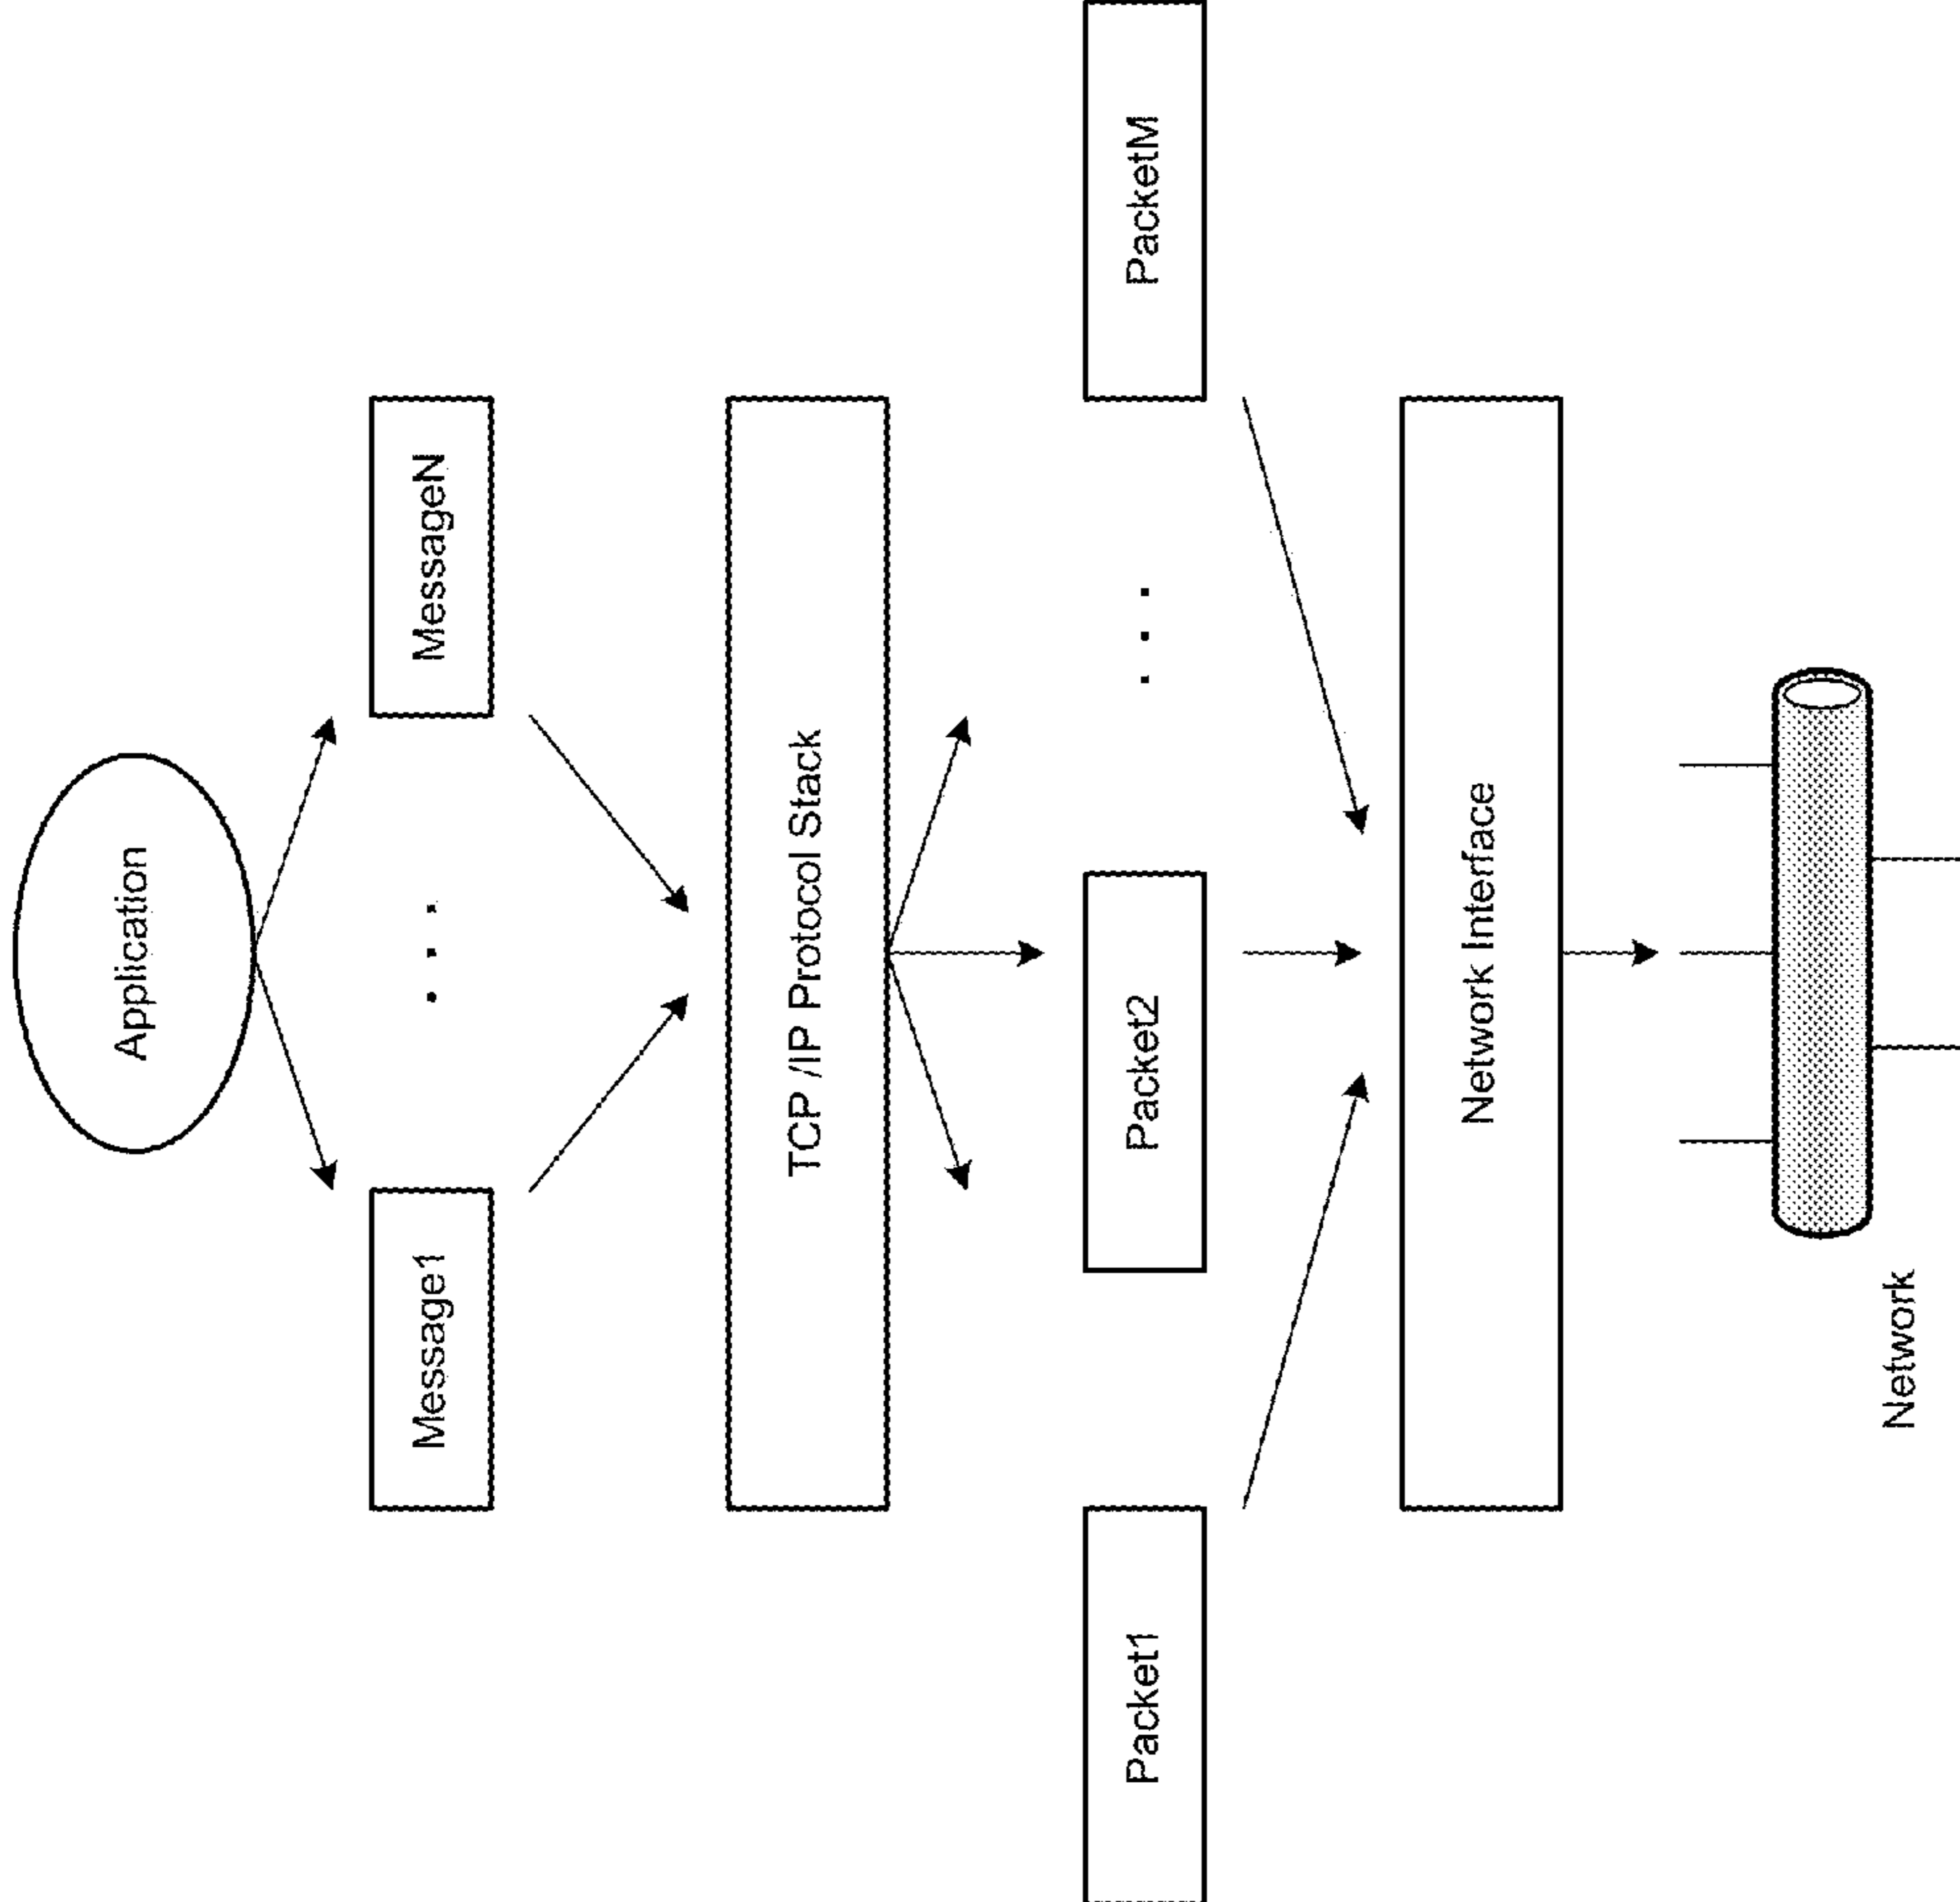 Application
Message1
. . .
MessageN
TCP /IP Protocol Stack
Packet1
Packet2
. . .
PacketM
Network Interface
Network